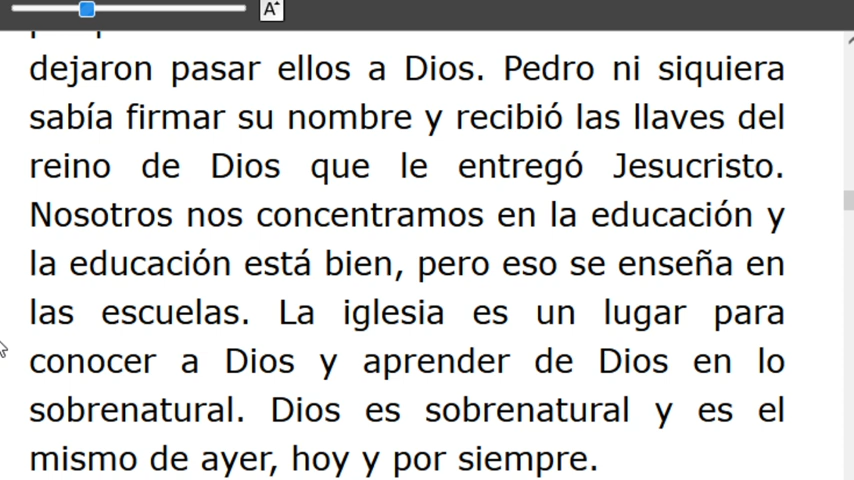 A
dejaron pasar ellos a Dios. Pedro ni siquiera
sabía firmar su nombre y recibió las llaves del
reino de Dios que le entregó Jesucristo.
Nosotros nos concentramos en la educación y
la educación está bien, pero eso se enseña en
las escuelas. La iglesia es un lugar para
conocer a Dios y aprender de Dios en lo
sobrenatural. Dios es sobrenatural y es el
mismo de ayer, hoy y por siempre.